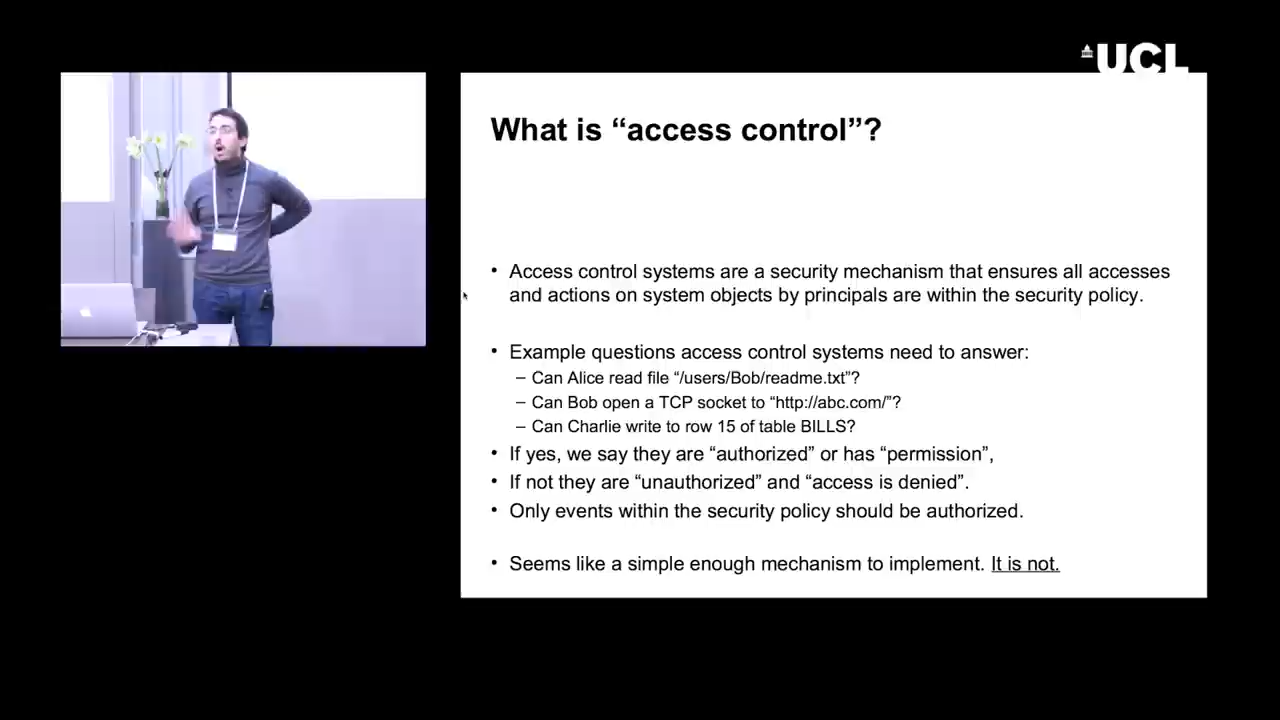 UCL
What is “access control”?
• Access control systems are a security mechanism that ensures all accesses
and actions on system objects by principals are within the security policy.
• Example questions access control systems need to answer:
– Can Alice read file “/users/Bob/readme.txt”?
– Can Bob open a TCP socket to “http://abc.com/”?
– Can Charlie write to row 15 of table BILLS?
• If yes, we say they are “authorized” or has “permission”,
• If not they are “unauthorized” and “access is denied”.
• Only events within the security policy should be authorized.
• Seems like a simple enough mechanism to implement. It is not.